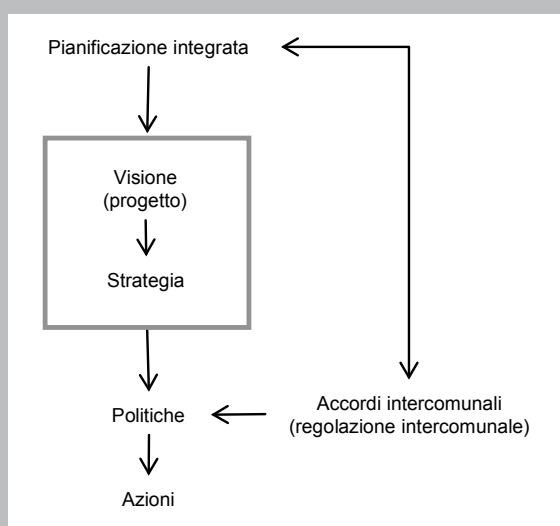 Pianificazione integrata
Visione
(progetto)
Strategia
Politiche
Accordi intercomunali
(regolazione intercomunale)
Azioni